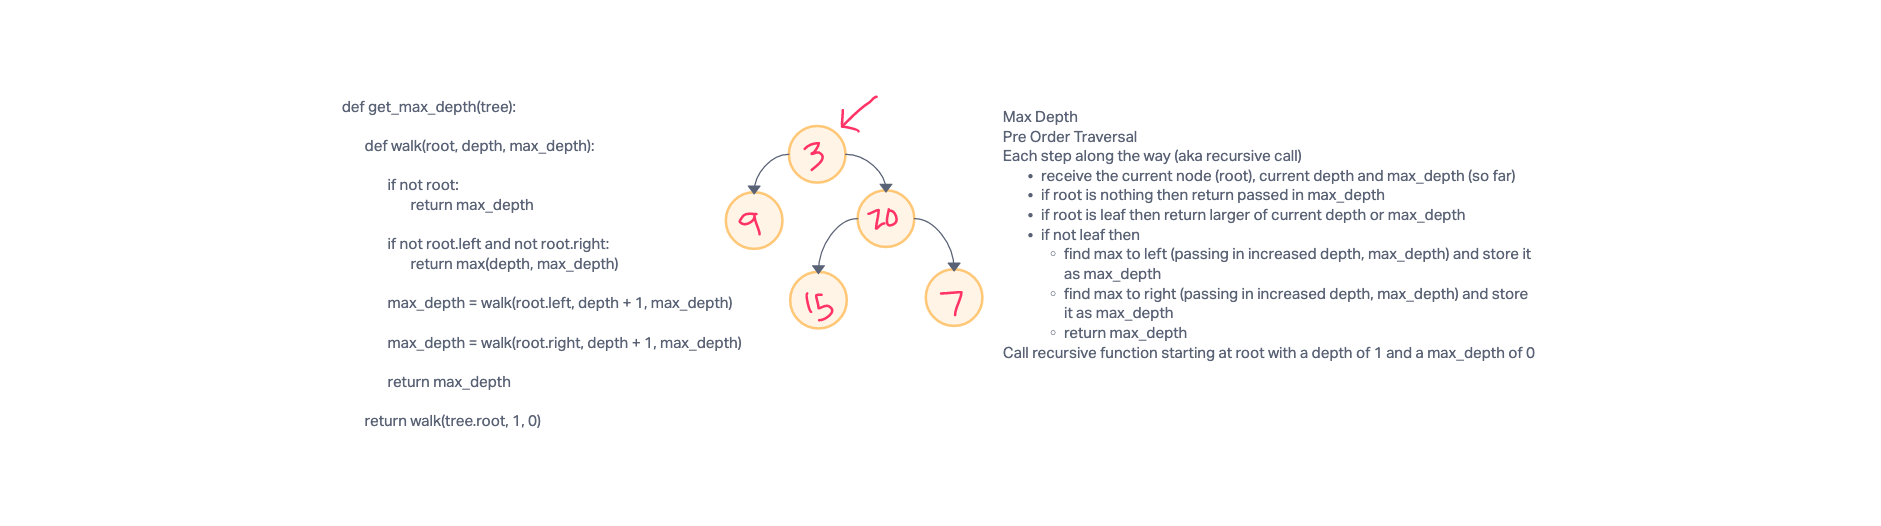 def get_max_depth(tree):
def walk(root, depth, max_depth):
if not root:
return max_depth
if not root.left and not root.right:
return max(depth, max_depth)
max_depth = walk(root.left, depth + 1, max_depth)
max_depth = walk(root.right, depth + 1, max_depth)
return max_depth
return walk(tree.root, 1, 0)
3
9
20
15
7
Max Depth
Pre Order Traversal
Each step along the way (aka recursive call)
• receive the current node (root), current depth and max_depth (so far)
• if root is nothing then return passed in max_depth
• if root is leaf then return larger of current depth or max_depth
• if not leaf then
◦ find max to left (passing in increased depth, max_depth) and store it
as max_depth
◦ find max to right (passing in increased depth, max_depth) and store
it as max_depth
◦ return max_depth
Call recursive function starting at root with a depth of 1 and a max_depth of 0